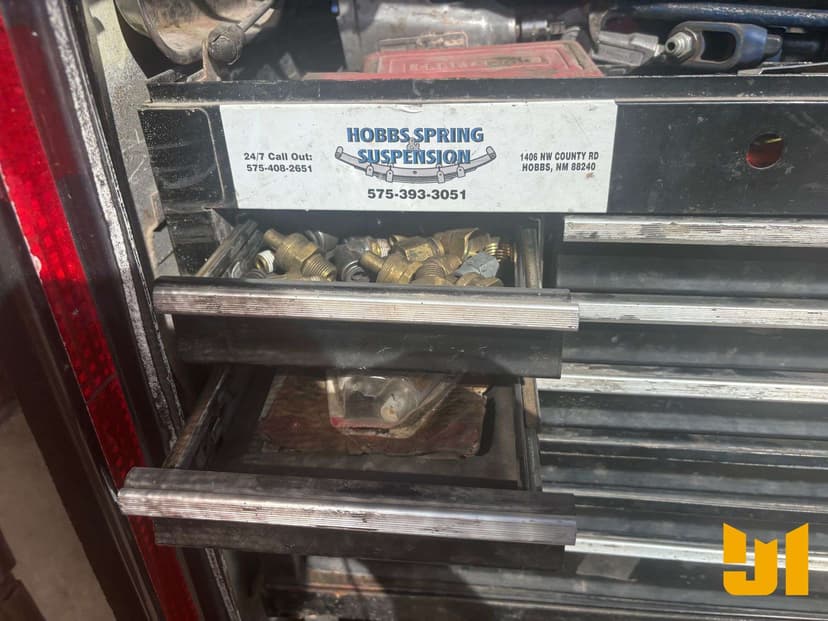 HOBBS SPRING
&
SUSPENSION
24/7 Call Out:
575-408-2651
575-393-3051
1406 NW COUNTY RD
HOBBS, NM 88240